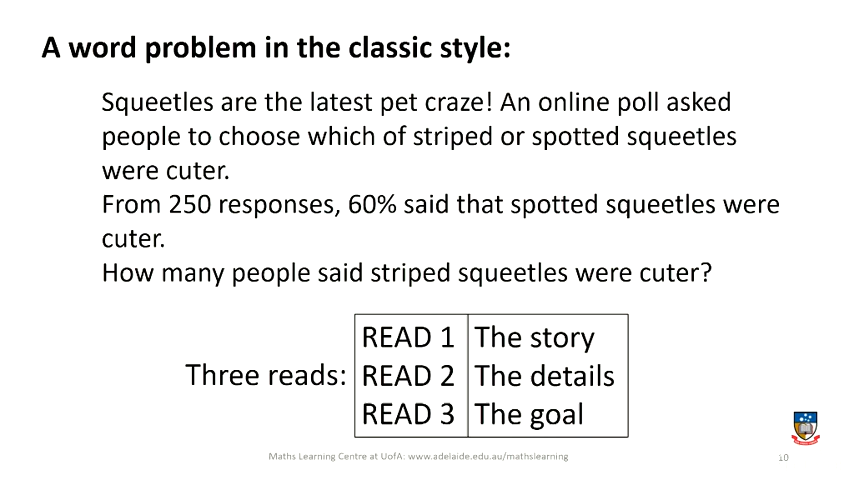 A word problem in the classic style:
Squeetles are the latest pet craze! An online poll asked
people to choose which of striped or spotted squeetles
were cuter.
From 250 responses, 60% said that spotted squeetles were
cuter.
How many people said striped squeetles were cuter?
Three reads:
READ 1 The story
READ 2 The details
READ 3 The goal
Maths Learning Centre at UofA: www.adelaide.edu.au/mathslearning
10